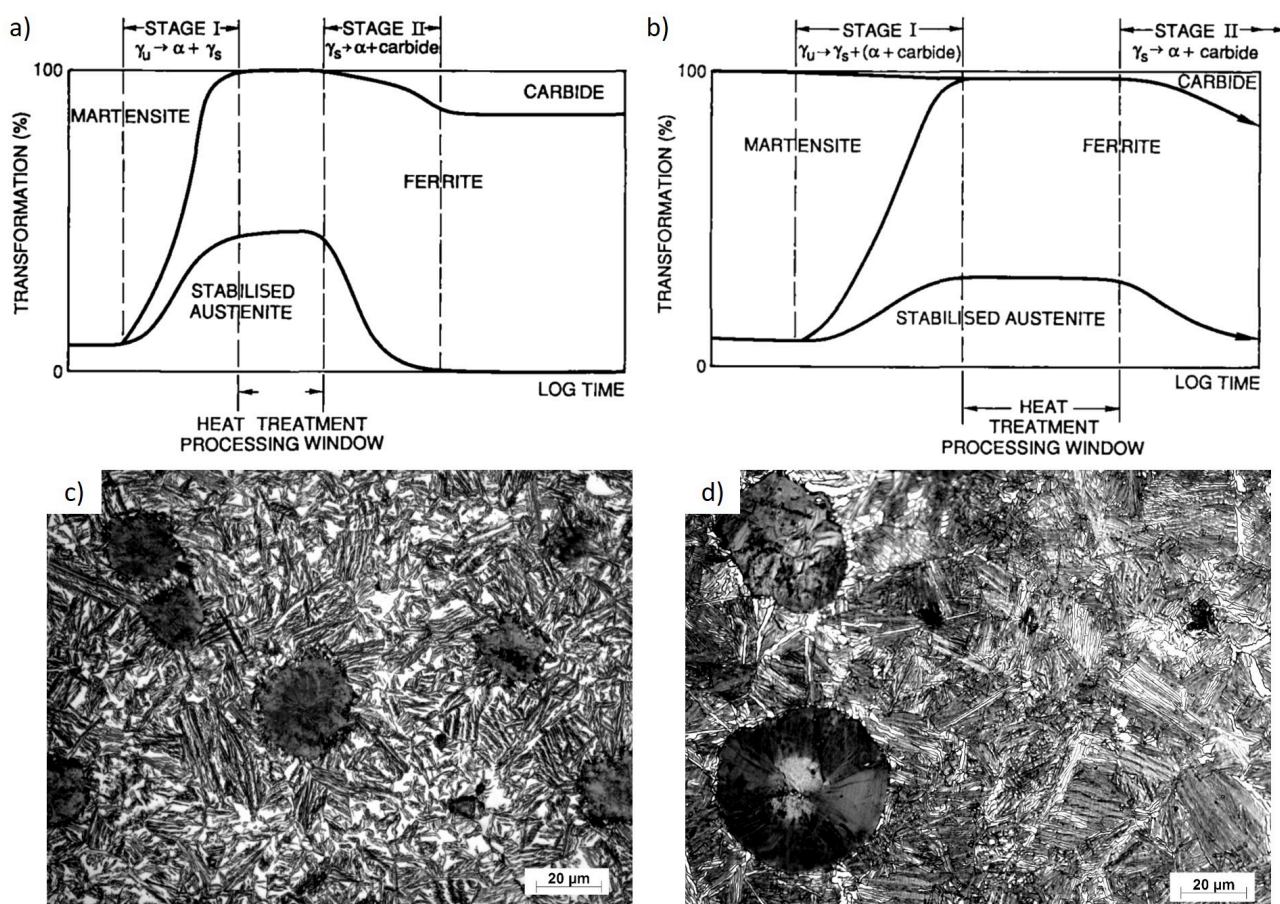 a)
STAGE I
γu → α + γs
STAGE II
γs → α + carbide
100
MARTENSITE
CARBIDE
FERRITE
STABILISED
AUSTENITE
TRANSFORMATION (%)
0
LOG TIME
HEAT TREATMENT
PROCESSING WINDOW
b)
STAGE I
γu → γs + (α + carbide)
STAGE II
γs → α + carbide
100
CARBIDE
MARTENSITE
FERRITE
STABILISED AUSTENITE
TRANSFORMATION (%)
0
LOG TIME
HEAT
TREATMENT
PROCESSING WINDOW
c)
20 µm
d)
20 µm